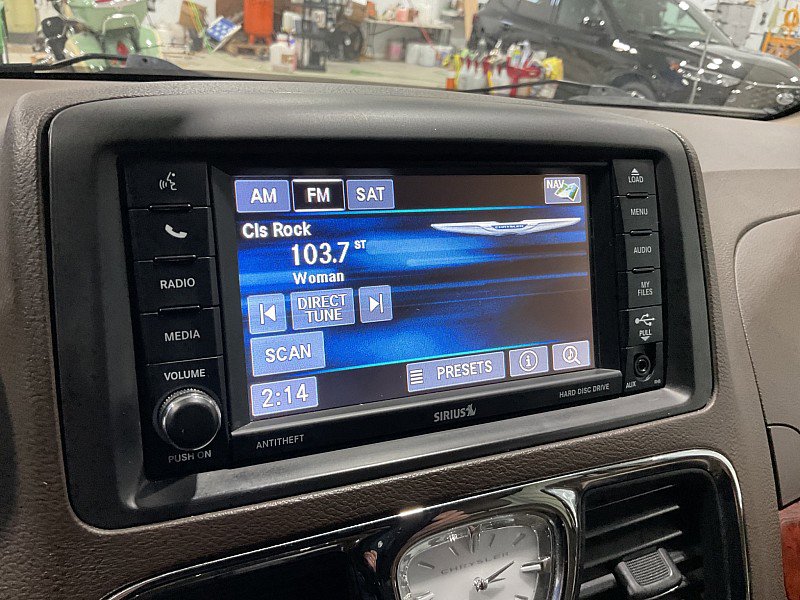 AM FM SAT NAV
Cls Rock
103.7 ST
Woman
CHRYSLER
DIRECT
TUNE
SCAN
PRESETS
2:14
RADIO
MEDIA
VOLUME
PUSH ON
ANTITHEFT
SIRIUS
HARD DISC DRIVE
LOAD
MENU
AUDIO
MY
FILES
PULL
AUX
CHRYSLER